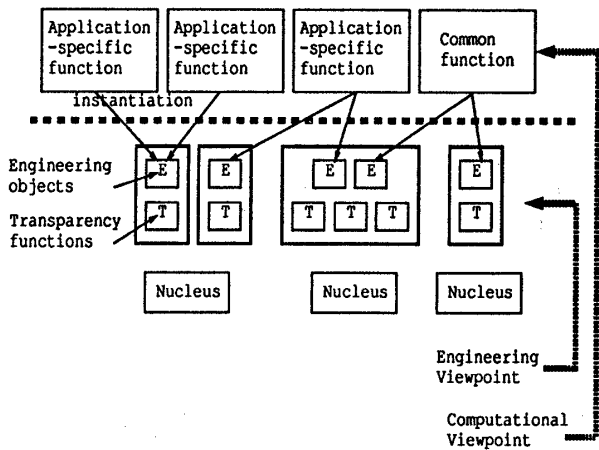 Application
-specific
function
Application
-specific
function
Application
-specific
function
Common
function
instantiation
Engineering
objects
E
E
E
E
E
Transparency
functions
T
T
T
T
T
T
Nucleus
Nucleus
Nucleus
Engineering
Viewpoint
Computational
Viewpoint